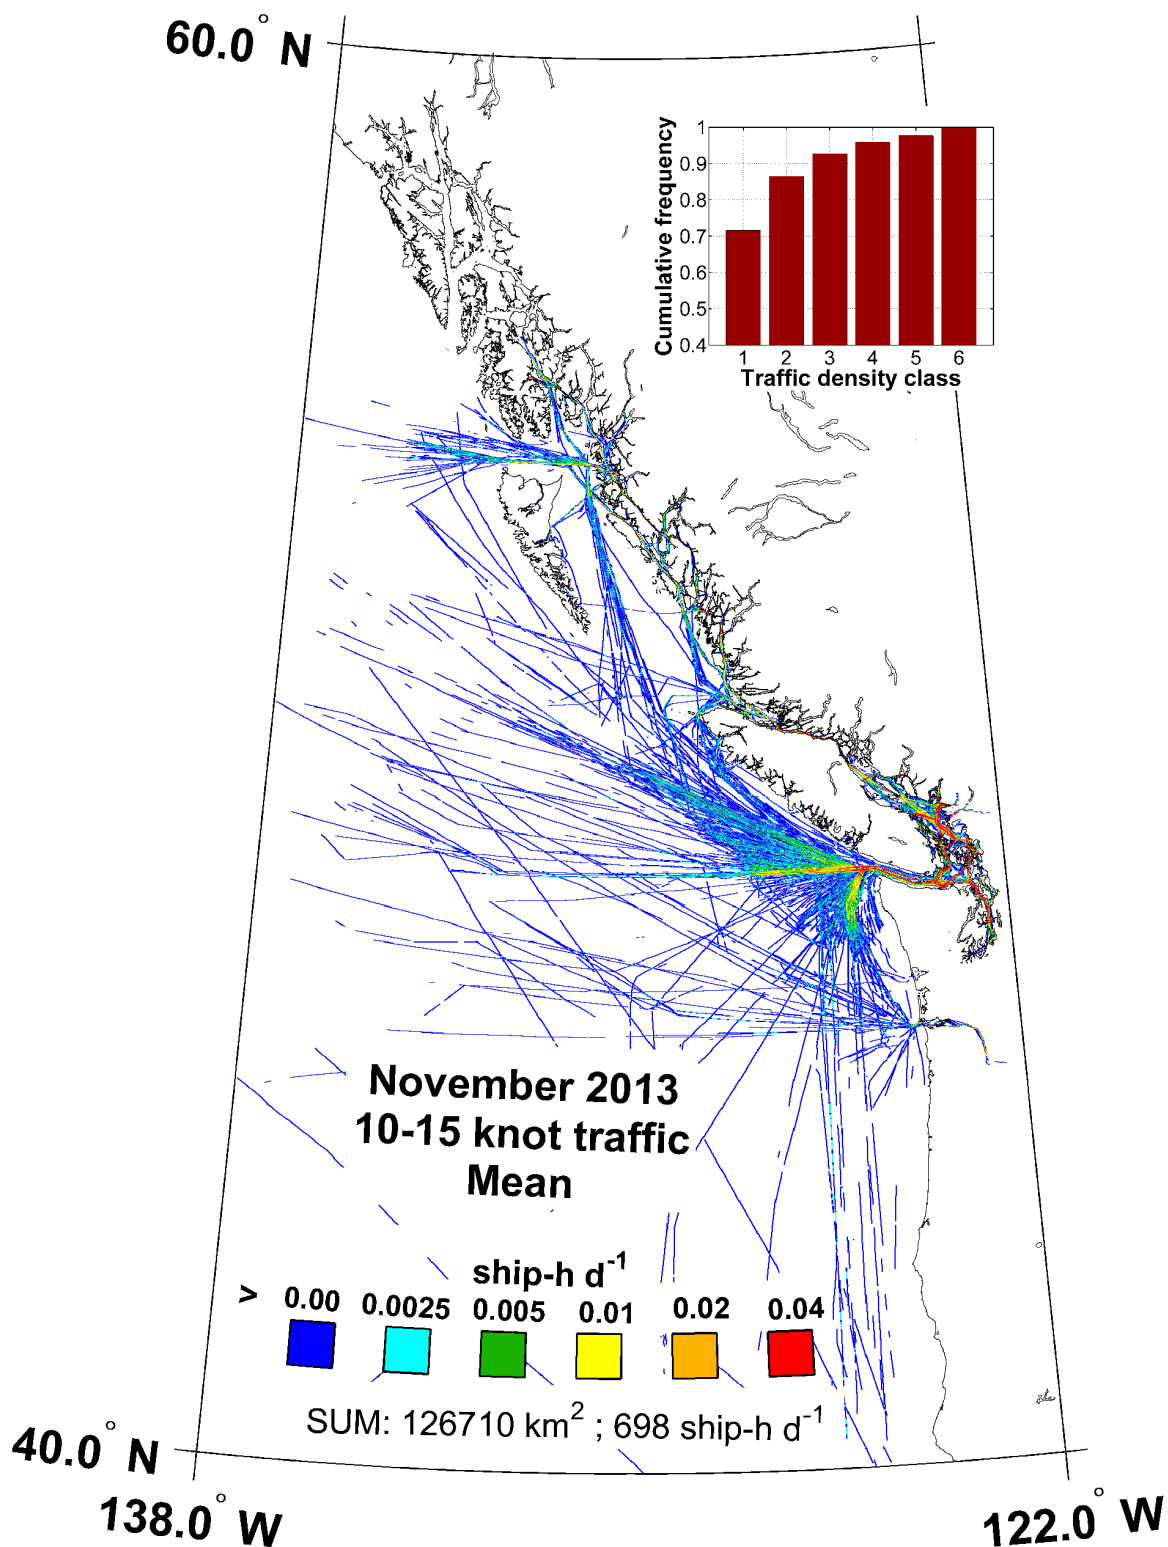 60.0° N
Cumulative frequency
1
0.9
0.8
0.7
0.6
0.5
0.4
1 2 3 4 5 6
Traffic density class
November 2013
10-15 knot traffic
Mean
ship-h d⁻¹
> 0.00 0.0025 0.005 0.01 0.02 0.04
SUM: 126710 km² ; 698 ship-h d⁻¹
40.0° N
138.0° W
122.0° W